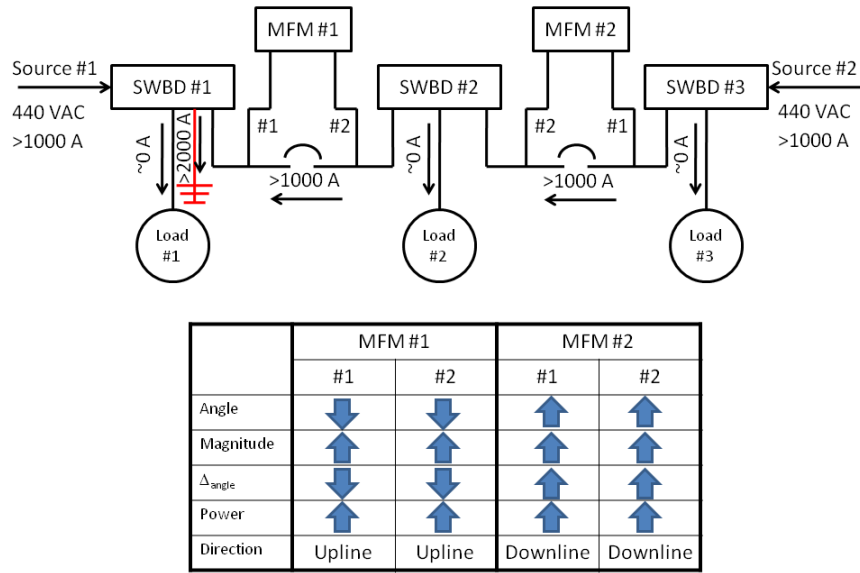 MFM #1
MFM #2
Source #1
SWBD #1
SWBD #2
SWBD #3
Source #2
440 VAC
>1000 A
~0 A
>2000 A
#1
#2
>1000 A
~0 A
#2
#1
>1000 A
~0 A
440 VAC
>1000 A
Load
#1
Load
#2
Load
#3
MFM #1 MFM #2
#1 #2 #1 #2
Angle
Magnitude
Δangle
Power
Direction Upline Upline Downline Downline